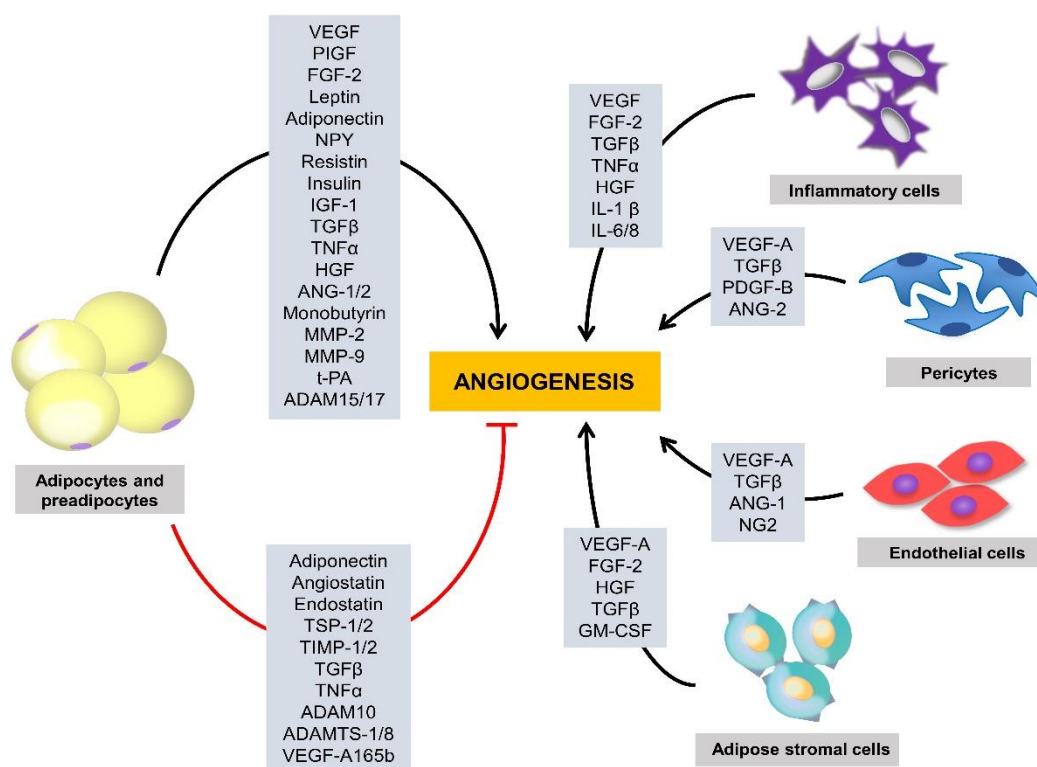 VEGF
PIGF
FGF-2
Leptin
Adiponectin
NPY
Resistin
Insulin
IGF-1
TGFβ
TNFα
HGF
ANG-1/2
Monobutyrin
MMP-2
MMP-9
t-PA
ADAM15/17
Adipocytes and
preadipocytes
Adiponectin
Angiostatin
Endostatin
TSP-1/2
TIMP-1/2
TGFβ
TNFα
ADAM10
ADAMTS-1/8
VEGF-A165b
ANGIOGENESIS
VEGF
FGF-2
TGFβ
TNFα
HGF
IL-1 β
IL-6/8
Inflammatory cells
VEGF-A
TGFβ
PDGF-B
ANG-2
Pericytes
VEGF-A
TGFβ
ANG-1
NG2
Endothelial cells
VEGF-A
FGF-2
HGF
TGFβ
GM-CSF
Adipose stromal cells